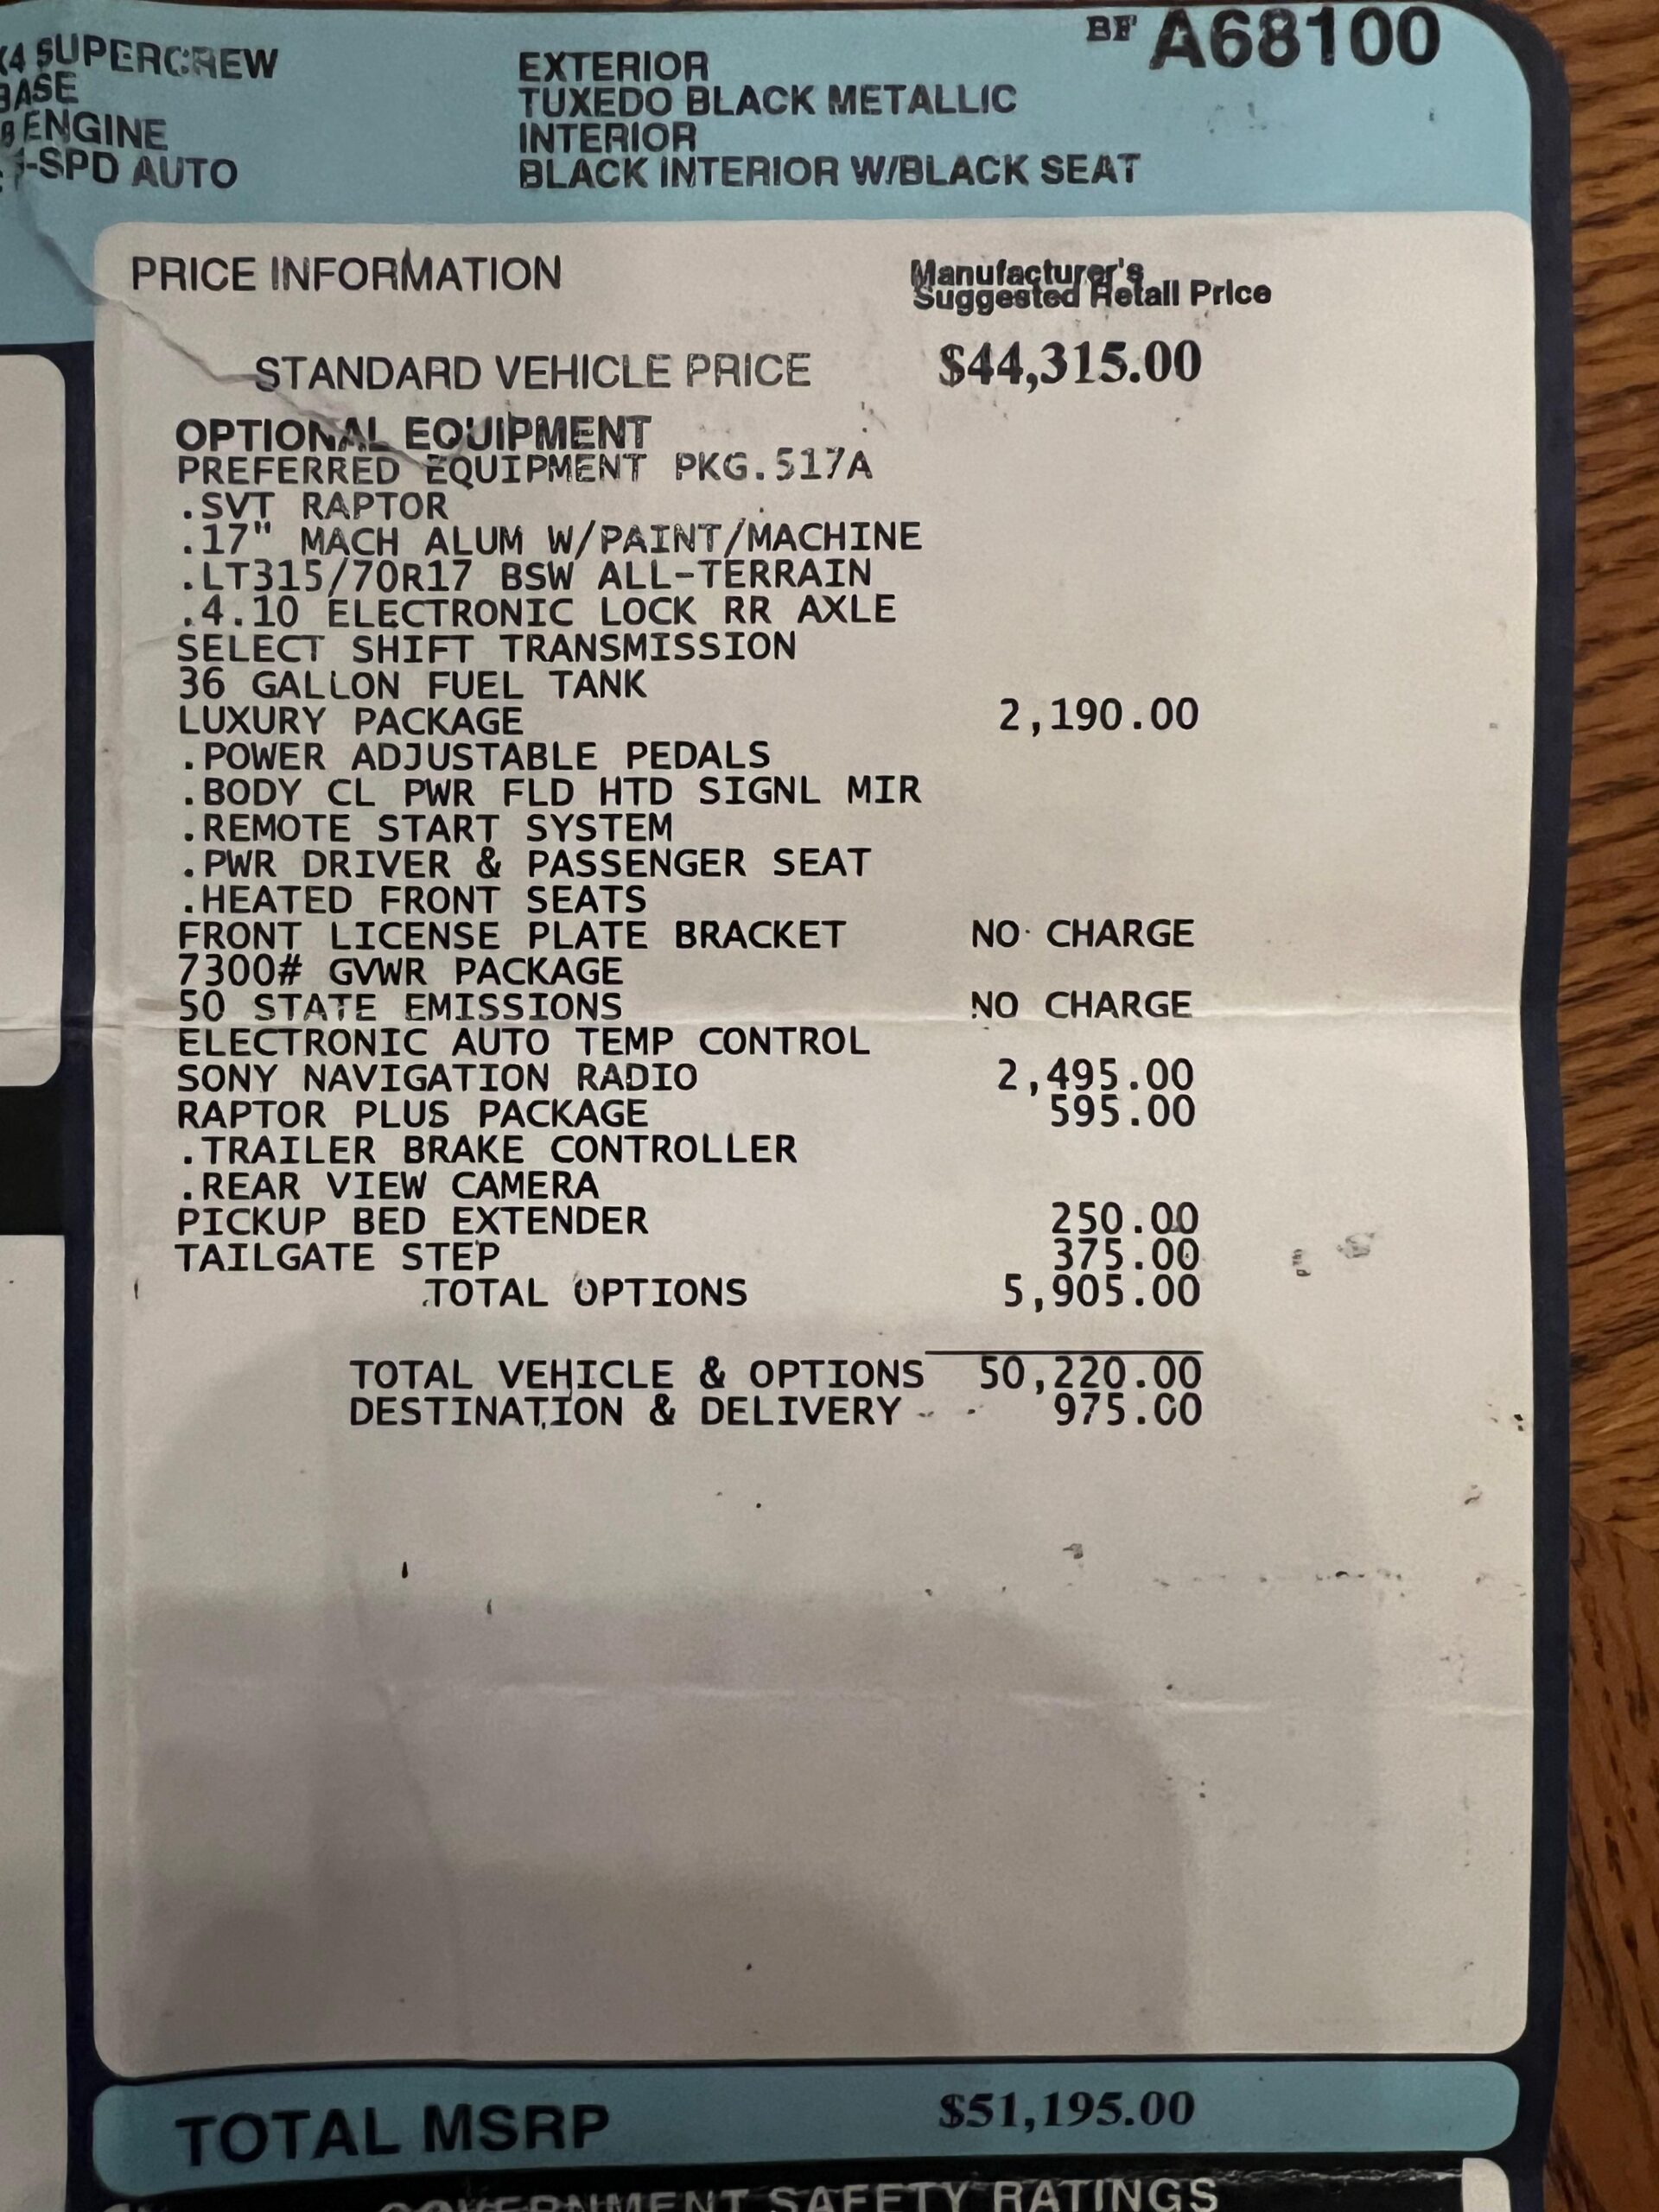 BF A68100
X4 SUPERCREW
BASE
ENGINE
-SPD AUTO
EXTERIOR
TUXEDO BLACK METALLIC
INTERIOR
BLACK INTERIOR W/BLACK SEAT
PRICE INFORMATION
Manufacturer's
Suggested Retail Price
STANDARD VEHICLE PRICE $44,315.00
OPTIONAL EQUIPMENT
PREFERRED EQUIPMENT PKG.517A
.SVT RAPTOR
.17" MACH ALUM W/PAINT/MACHINE
.LT315/70R17 BSW ALL-TERRAIN
.4.10 ELECTRONIC LOCK RR AXLE
SELECT SHIFT TRANSMISSION
36 GALLON FUEL TANK
LUXURY PACKAGE 2,190.00
.POWER ADJUSTABLE PEDALS
.BODY CL PWR FLD HTD SIGNL MIR
.REMOTE START SYSTEM
.PWR DRIVER & PASSENGER SEAT
.HEATED FRONT SEATS
FRONT LICENSE PLATE BRACKET NO CHARGE
7300# GVWR PACKAGE
50 STATE EMISSIONS NO CHARGE
ELECTRONIC AUTO TEMP CONTROL
SONY NAVIGATION RADIO 2,495.00
RAPTOR PLUS PACKAGE 595.00
.TRAILER BRAKE CONTROLLER
.REAR VIEW CAMERA
PICKUP BED EXTENDER 250.00
TAILGATE STEP 375.00
TOTAL OPTIONS 5,905.00
TOTAL VEHICLE & OPTIONS 50,220.00
DESTINATION & DELIVERY 975.00
TOTAL MSRP $51,195.00
GOVERNMENT SAFETY RATINGS